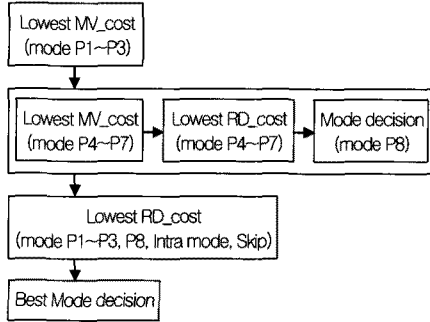 Lowest MV_cost
(mode P1~P3)
Lowest MV_cost
(mode P4~P7)
Lowest RD_cost
(mode P4~P7)
Mode decision
(mode P8)
Lowest RD_cost
(mode P1~P3, P8, Intra mode, Skip)
Best Mode decision